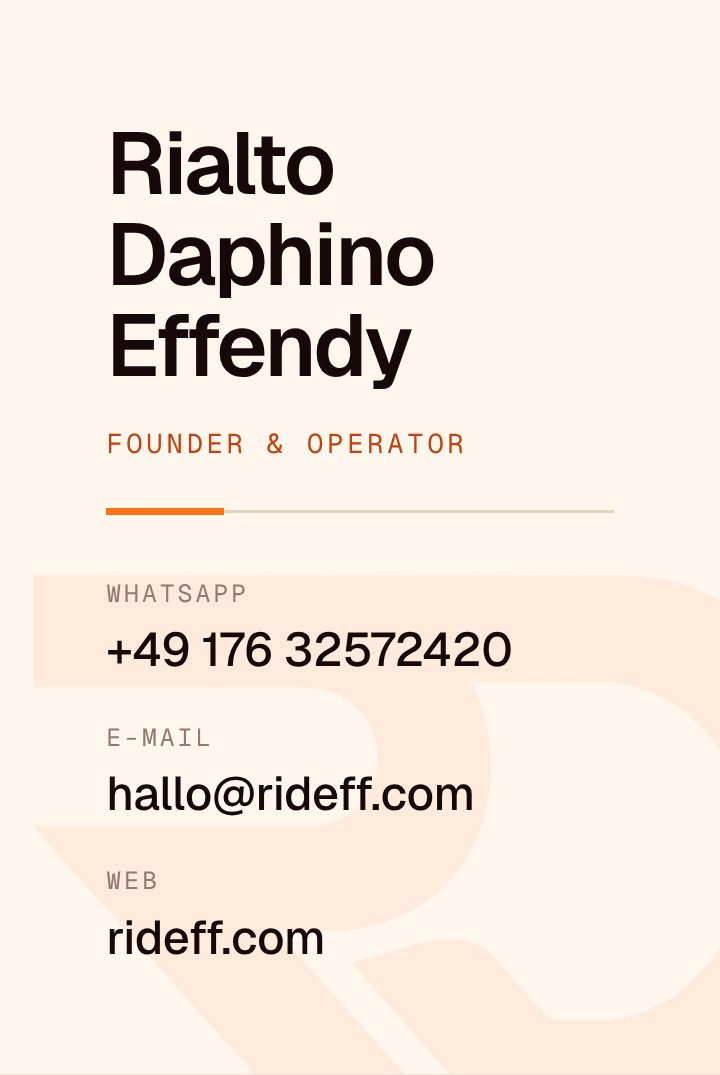 Rialto
Daphino
Effendy
FOUNDER & OPERATOR
WHATSAPP
+49 176 32572420
E-MAIL
hallo@rideff.com
WEB
rideff.com